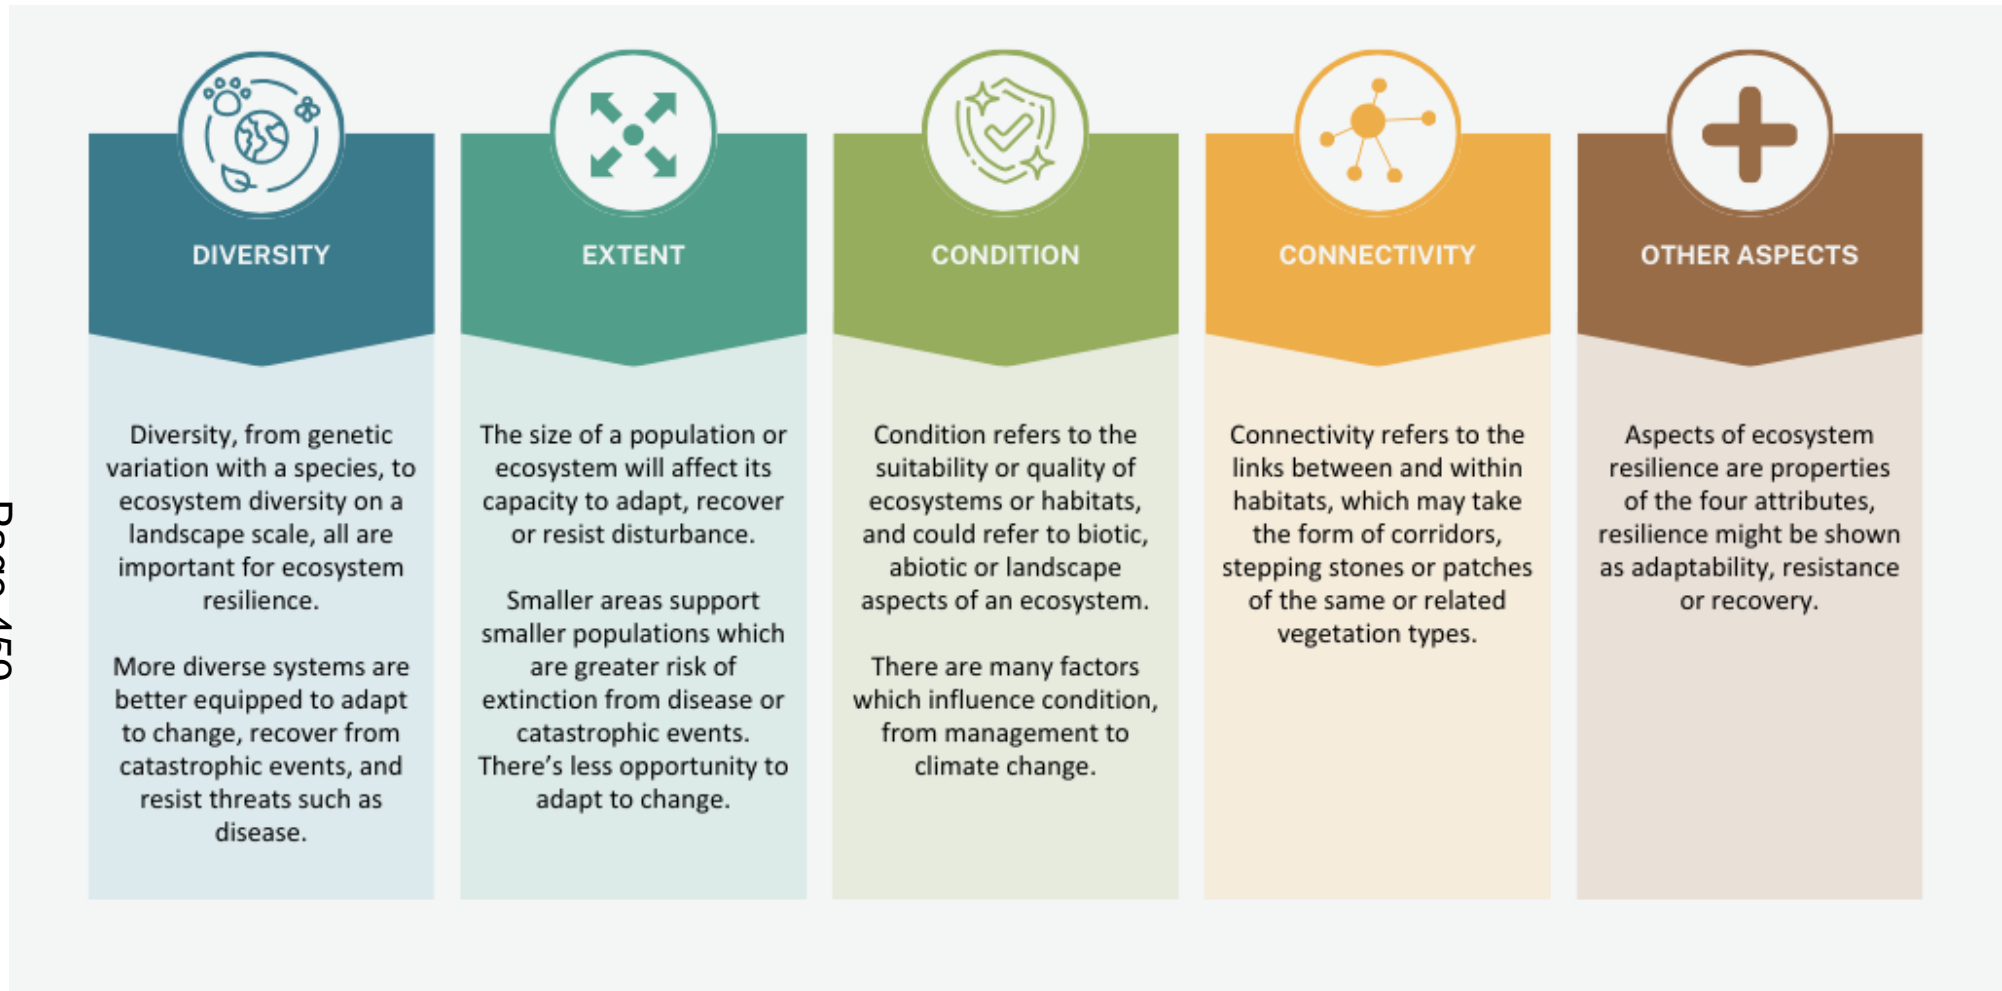 DIVERSITY
Diversity, from genetic
variation with a species, to
ecosystem diversity on a
landscape scale, all are
important for ecosystem
resilience.
More diverse systems are
better equipped to adapt
to change, recover from
catastrophic events, and
resist threats such as
disease.
EXTENT
The size of a population or
ecosystem will affect its
capacity to adapt, recover
or resist disturbance.
Smaller areas support
smaller populations which
are greater risk of
extinction from disease or
catastrophic events.
There’s less opportunity to
adapt to change.
CONDITION
Condition refers to the
suitability or quality of
ecosystems or habitats,
and could refer to biotic,
abiotic or landscape
aspects of an ecosystem.
There are many factors
which influence condition,
from management to
climate change.
CONNECTIVITY
Connectivity refers to the
links between and within
habitats, which may take
the form of corridors,
stepping stones or patches
of the same or related
vegetation types.
OTHER ASPECTS
Aspects of ecosystem
resilience are properties
of the four attributes,
resilience might be shown
as adaptability, resistance
or recovery.